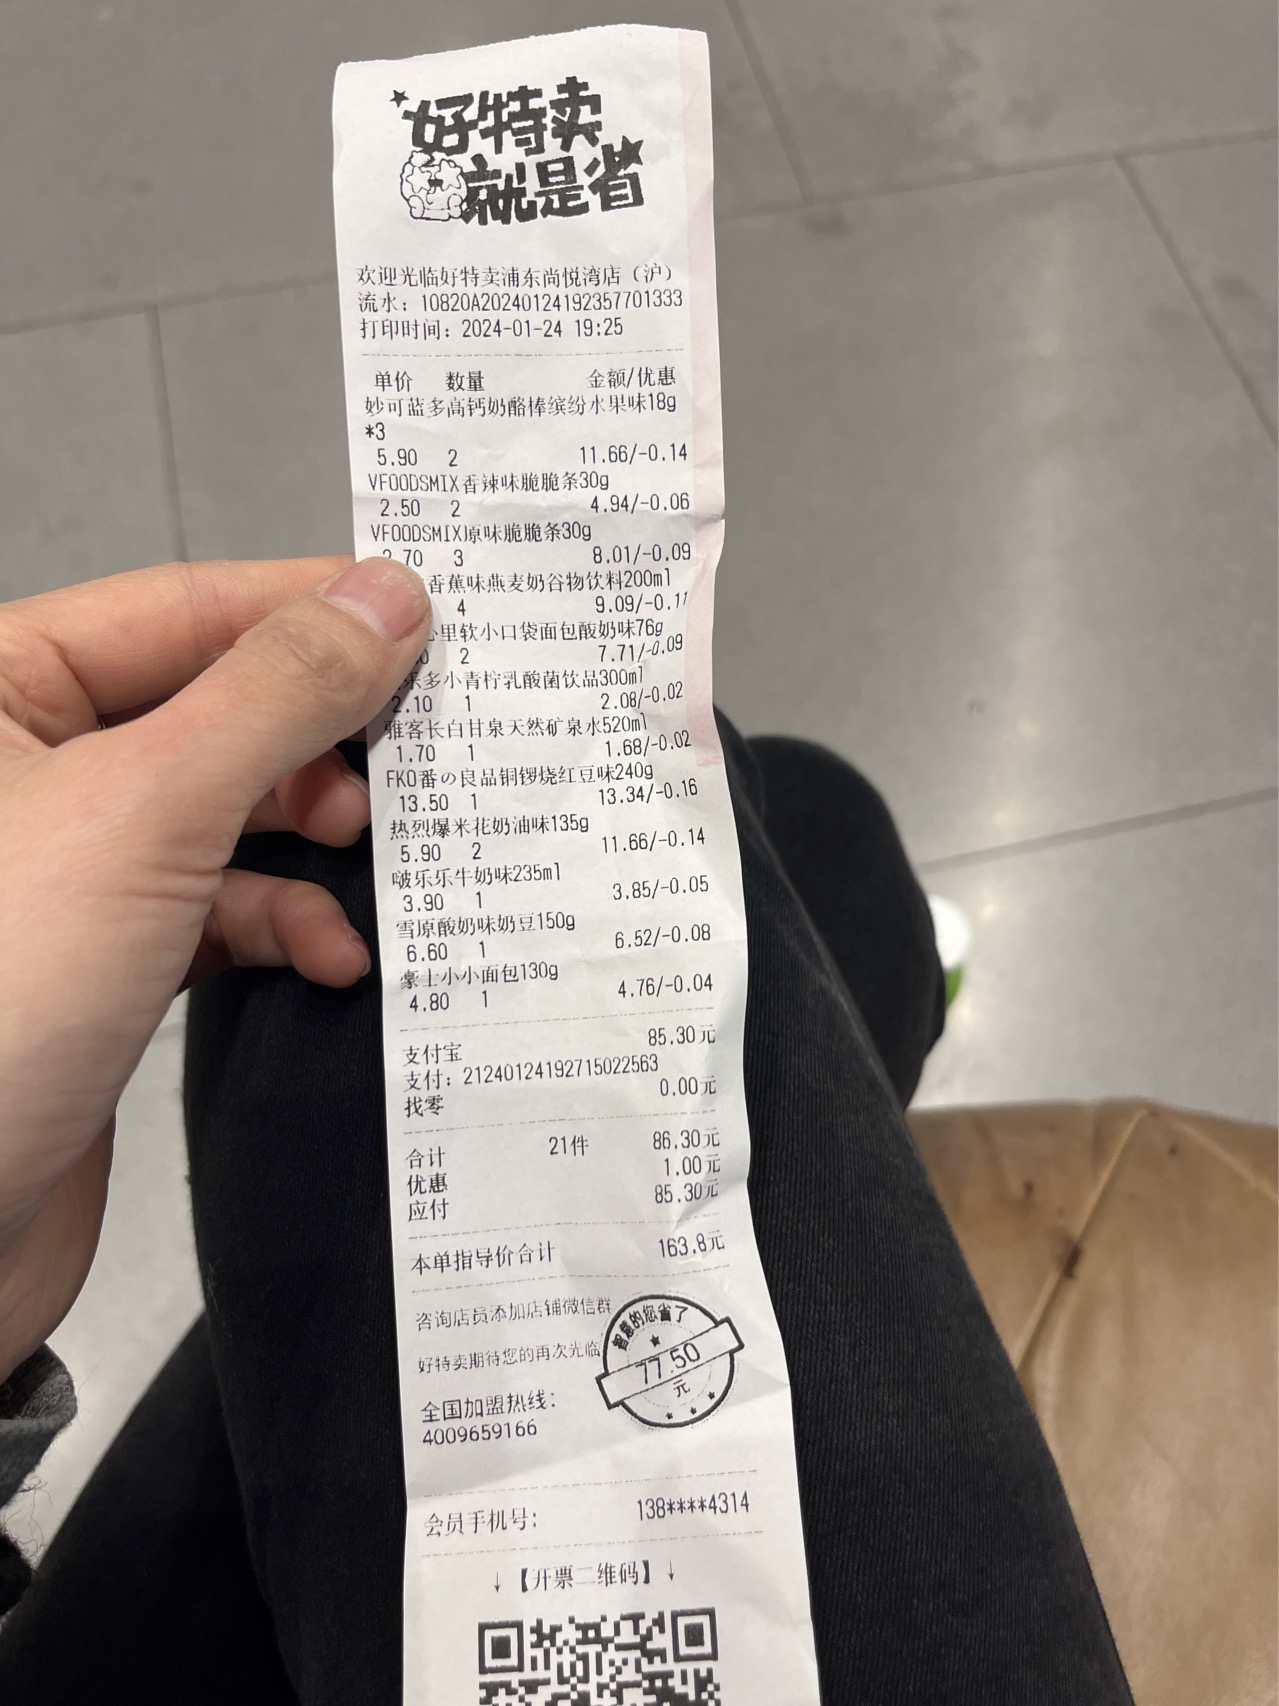 好特卖
就是省
欢迎光临好特卖浦东尚悦湾店（沪）
流水：10820A20240124192357701333
打印时间：2024-01-24 19:25
单价 数量 金额/优惠
妙可蓝多高钙奶酪棒缤纷水果味18g
*3
5.90 2 11.66/-0.14
VFOODSMIX香辣味脆脆条30g
2.50 2 4.94/-0.06
VFOODSMIX原味脆脆条30g
2.70 3 8.01/-0.09
香蕉味燕麦奶谷物饮料200ml
4 9.09/-0.11
心里软小口袋面包酸奶味76g
2 7.71/-0.09
乐多小青柠乳酸菌饮品300ml
2.10 1 2.08/-0.02
雅客长白甘泉天然矿泉水520ml
1.70 1 1.68/-0.02
FKO番の良品铜锣烧红豆味240g
13.50 1 13.34/-0.16
热烈爆米花奶油味135g
5.90 2 11.66/-0.14
啵乐乐牛奶味235ml
3.90 1 3.85/-0.05
雪原酸奶味奶豆150g
6.60 1 6.52/-0.08
豪士小小面包130g
4.80 1 4.76/-0.04
支付宝 85.30元
支付：21240124192715022563
找零 0.00元
合计 21件 86.30元
优惠 1.00元
应付 85.30元
本单指导价合计 163.8元
咨询店员添加店铺微信群
好特卖期待您的再次光临
智慧的您省了
77.50
元
全国加盟热线：
4009659166
会员手机号： 138****4314
↓【开票二维码】↓